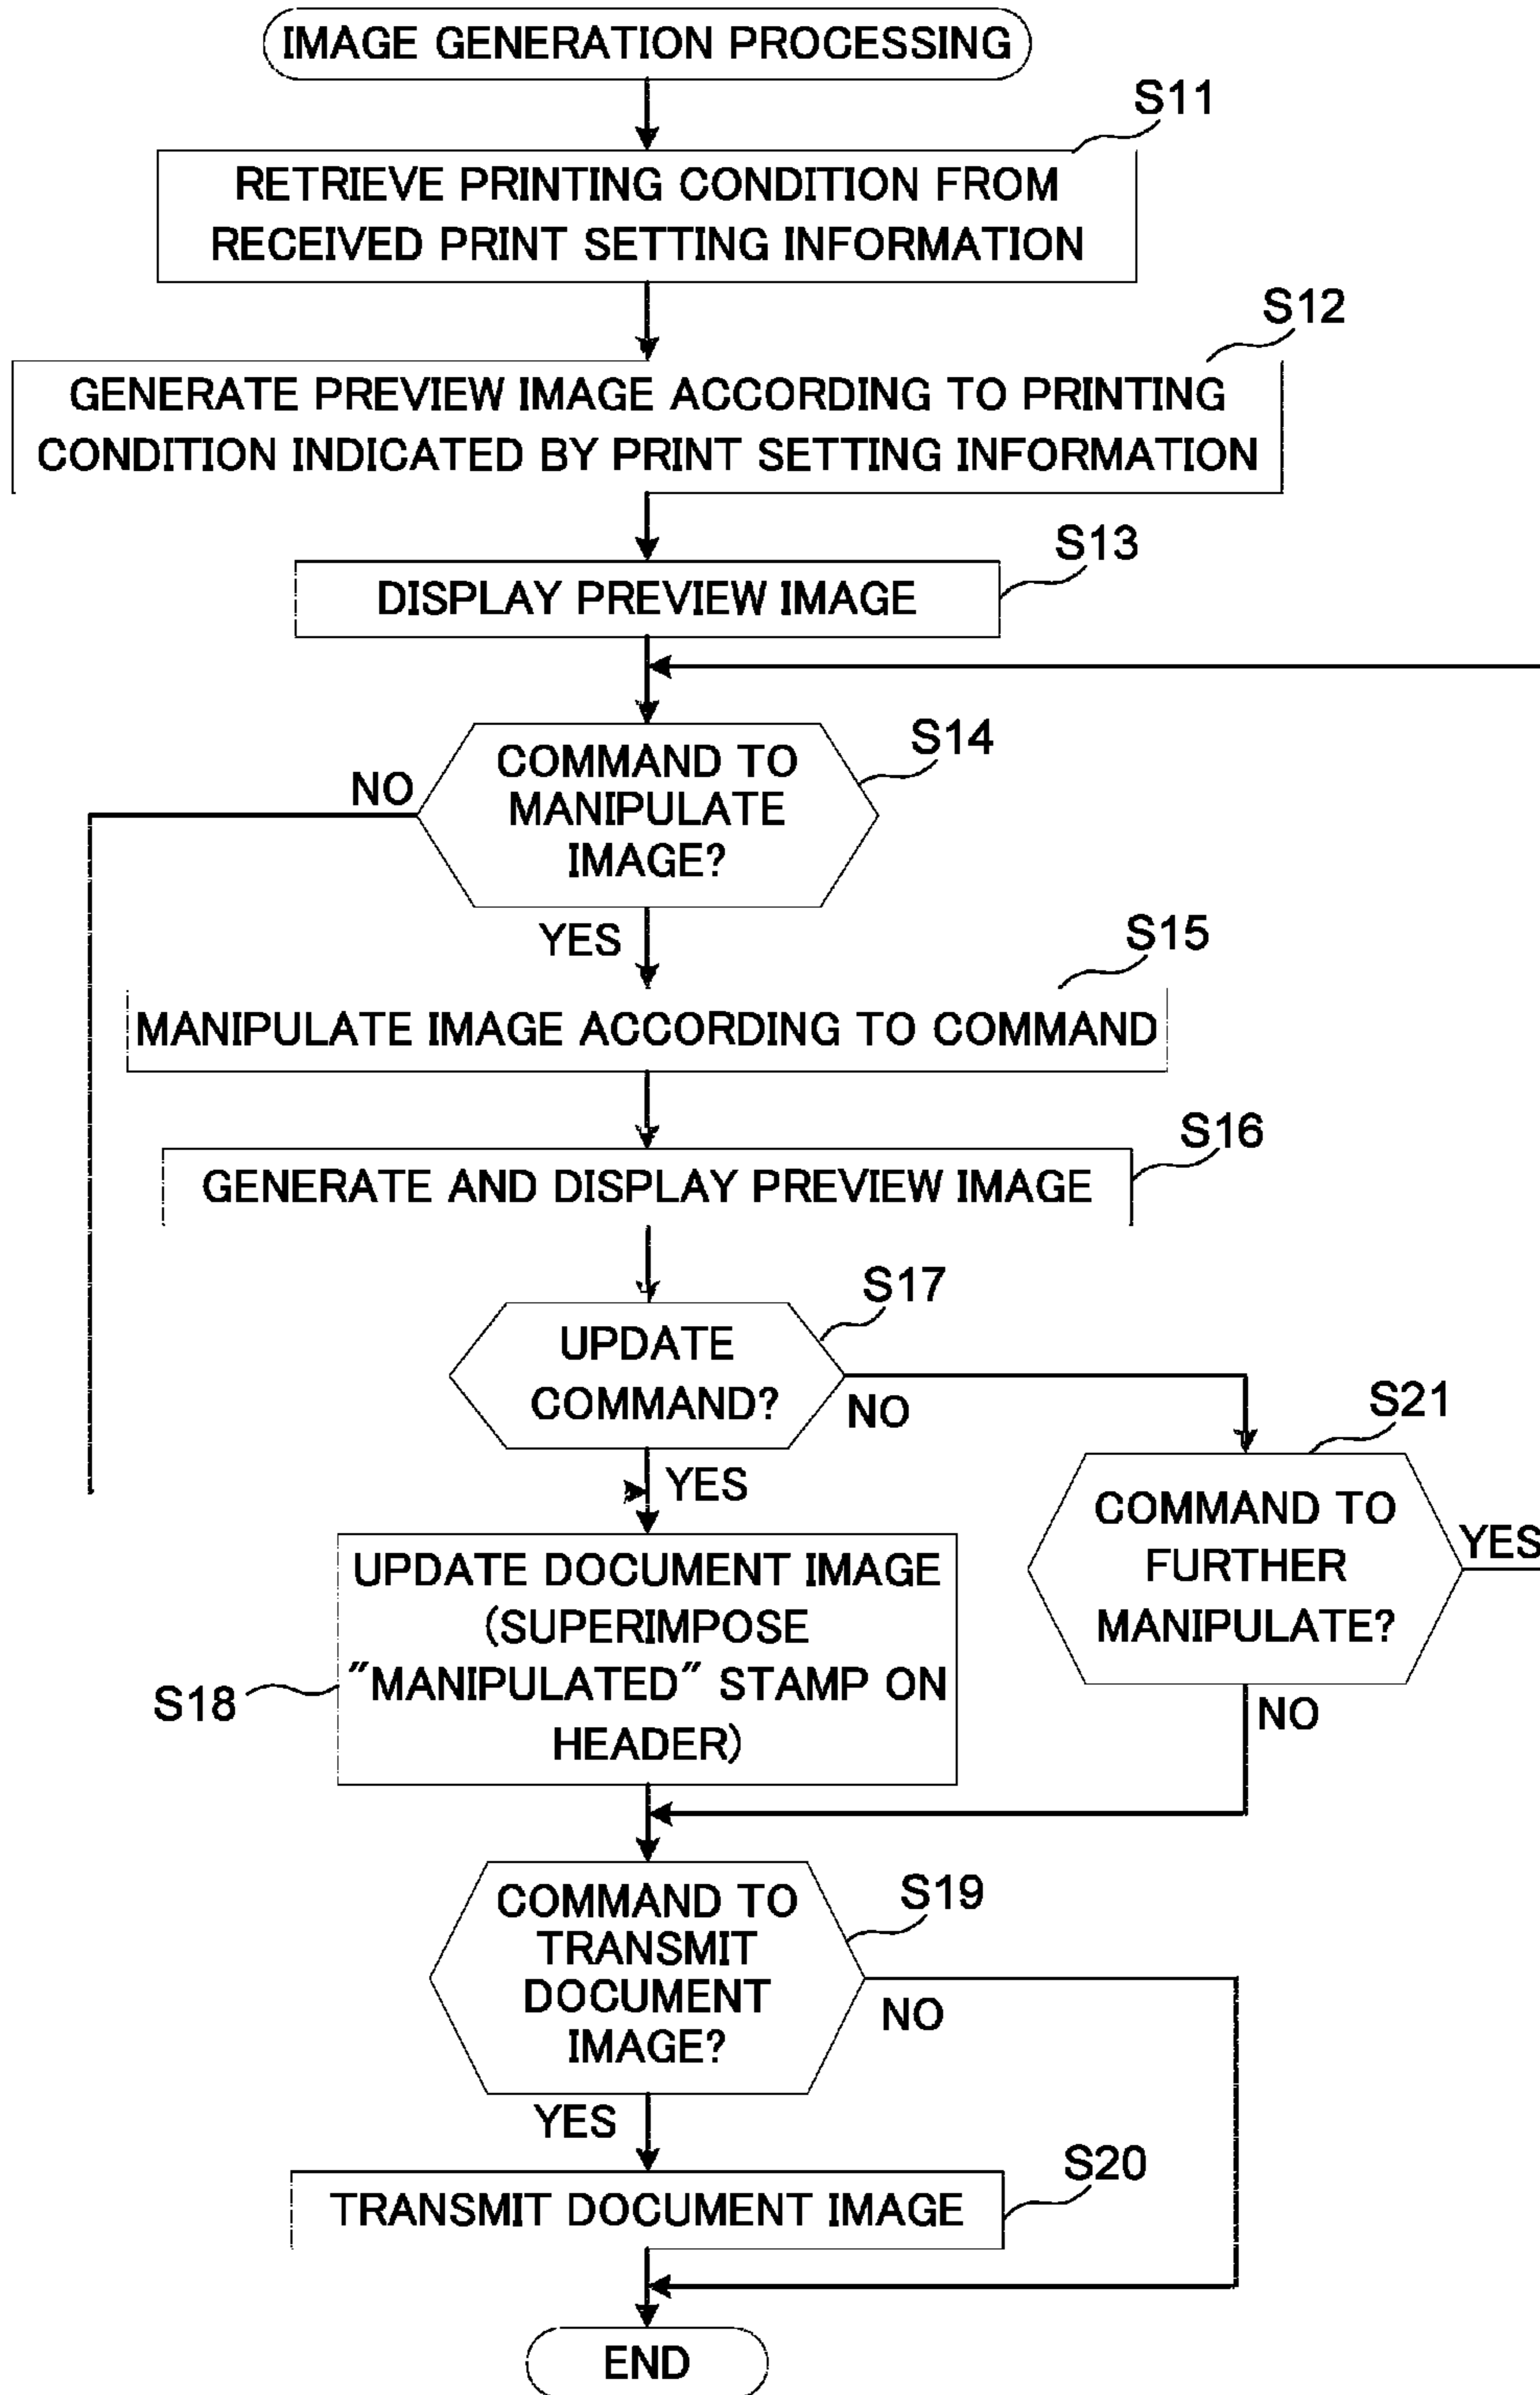 IMAGE GENERATION PROCESSING
S11
RETRIEVE PRINTING CONDITION FROM
RECEIVED PRINT SETTING INFORMATION
S12
GENERATE PREVIEW IMAGE ACCORDING TO PRINTING
CONDITION INDICATED BY PRINT SETTING INFORMATION
S13
DISPLAY PREVIEW IMAGE
S14
COMMAND TO
MANIPULATE
IMAGE?
NO
YES
S15
MANIPULATE IMAGE ACCORDING TO COMMAND
S16
GENERATE AND DISPLAY PREVIEW IMAGE
S17
UPDATE
COMMAND?
NO
YES
S21
COMMAND TO
FURTHER
MANIPULATE?
YES
NO
S18
UPDATE DOCUMENT IMAGE
(SUPERIMPOSE
"MANIPULATED" STAMP ON
HEADER)
S19
COMMAND TO
TRANSMIT
DOCUMENT
IMAGE?
NO
YES
S20
TRANSMIT DOCUMENT IMAGE
END